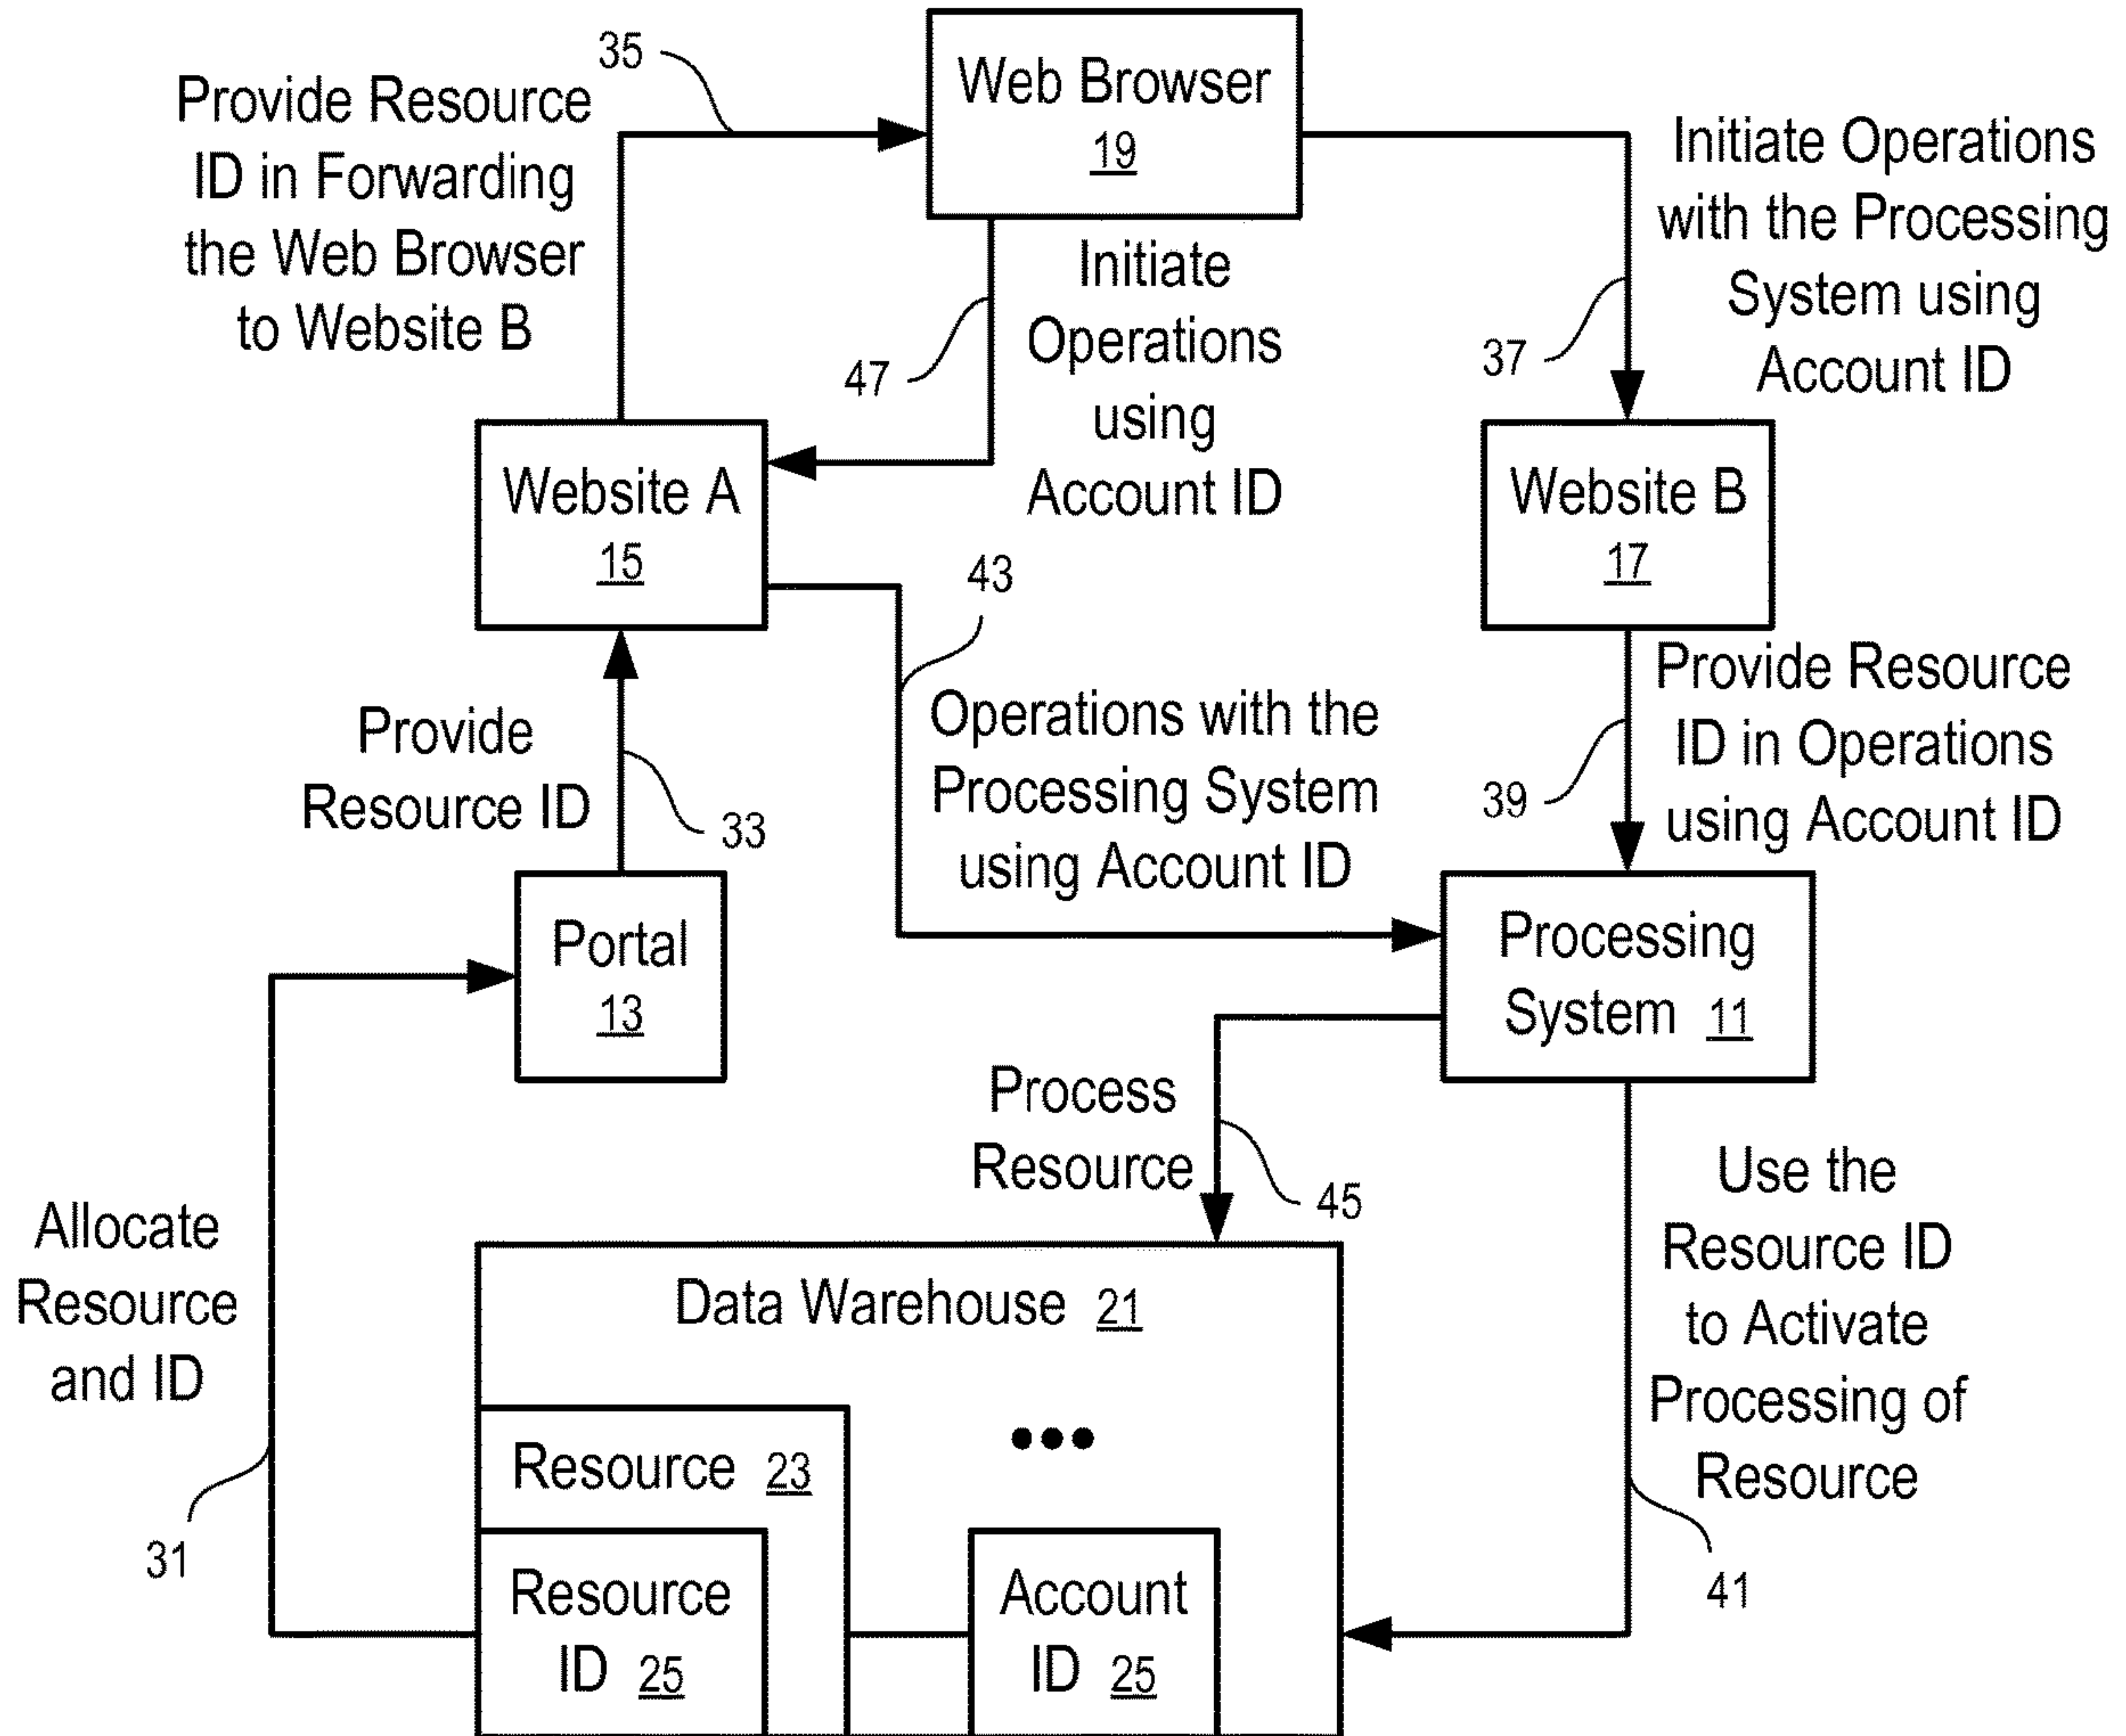 35
Web Browser
19
Provide Resource
ID in Forwarding
the Web Browser
to Website B
Initiate Operations
with the Processing
System using
Account ID
Initiate
Operations
using
Account ID
47
37
Website A
15
Website B
17
43
Provide
Resource ID
33
Operations with the
Processing System
using Account ID
Provide Resource
ID in Operations
using Account ID
39
Portal
13
Processing
System 11
Process
Resource
45
Allocate
Resource
and ID
31
Use the
Resource ID
to Activate
Processing of
Resource
41
Data Warehouse 21
•••
Resource 23
Resource
ID 25
Account
ID 25